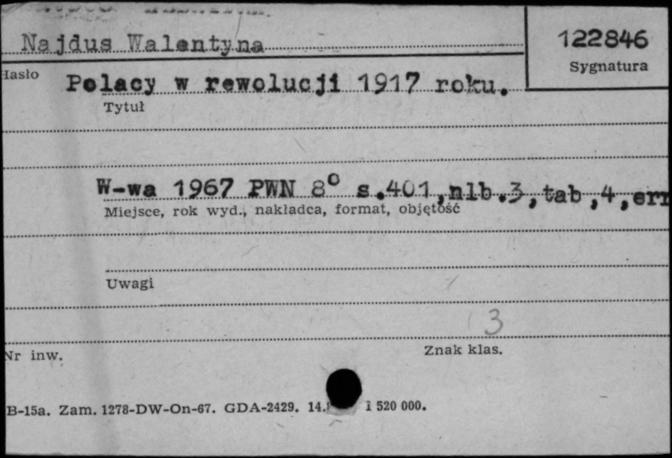 Najdus Walentyna
122846
Hasło
Sygnatura
Polacy w rewolucji 1917 roku.
Tytuł
W-wa 1967 PWN 8° s.401,nlb.3,tab,4,err
Miejsce, rok wyd., nakładca, format, objętość
Uwagi
3
Nr inw.
Znak klas.
B-15a. Zam. 1278-DW-On-67. GDA-2429. 14. 1 520 000.